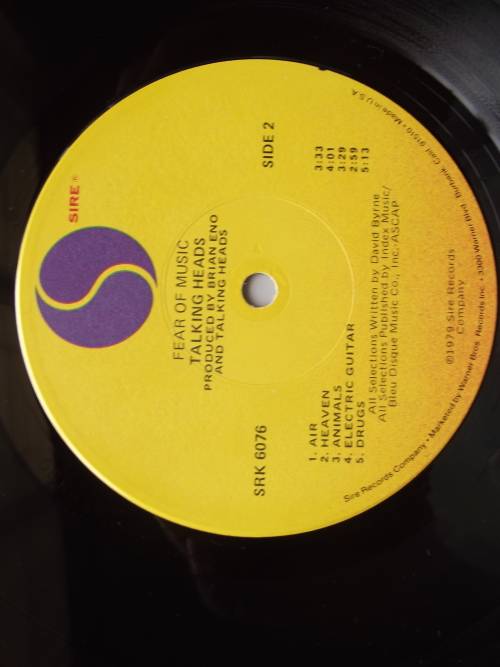 SIRE ®
FEAR OF MUSIC
TALKING HEADS
PRODUCED BY BRIAN ENO
AND TALKING HEADS
SRK 6076
SIDE 2
1. AIR 3:33
2. HEAVEN 4:01
3. ANIMALS 3:29
4. ELECTRIC GUITAR 2:59
5. DRUGS 5:13
All Selections Written by David Byrne
All Selections Published by Index Music/
Bleu Disque Music Co., Inc.-ASCAP
©1979 Sire Records
Company
Sire Records Company • Marketed by Warner Bros. Records Inc. • 3300 Warner Blvd. Burbank, Calif. 91510 • Made in U.S.A.